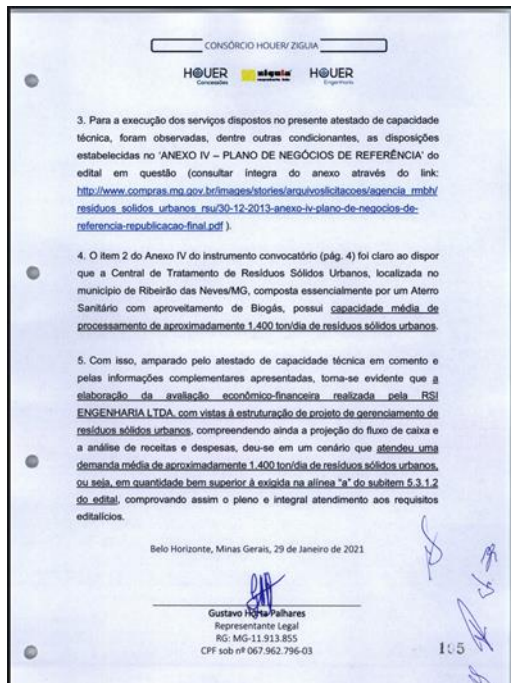 CONSÓRCIO HOUER/ ZIGUIA
HOUER
Concessões
ziguia
HOUER
Engenharia
3. Para a execução dos serviços dispostos no presente atestado de capacidade
técnica, foram observadas, dentre outras condicionantes, as disposições
estabelecidas no 'ANEXO IV – PLANO DE NEGÓCIOS DE REFERÊNCIA' do
edital em questão (consultar íntegra do anexo através do link:
http://www.compras.mg.gov.br/images/stories/arquivoslicitacoes/agencia_rmbh/
residuos_solidos_urbanos_rsu/30-12-2013-anexo-iv-plano-de-negocios-de-
referencia-republicacao-final.pdf ).
4. O item 2 do Anexo IV do instrumento convocatório (pág. 4) foi claro ao dispor
que a Central de Tratamento de Resíduos Sólidos Urbanos, localizada no
município de Ribeirão das Neves/MG, composta essencialmente por um Aterro
Sanitário com aproveitamento de Biogás, possui capacidade média de
processamento de aproximadamente 1.400 ton/dia de resíduos sólidos urbanos.
5. Com isso, amparado pelo atestado de capacidade técnica em comento e
pelas informações complementares apresentadas, torna-se evidente que a
elaboração da avaliação econômico-financeira realizada pela RSI
ENGENHARIA LTDA, com vistas à estruturação de projeto de gerenciamento de
resíduos sólidos urbanos, compreendendo ainda a projeção do fluxo de caixa e
a análise de receitas e despesas, deu-se em um cenário que atendeu uma
demanda média de aproximadamente 1.400 ton/dia de resíduos sólidos urbanos,
ou seja, em quantidade bem superior à exigida na alínea "a" do subitem 5.3.1.2
do edital, comprovando assim o pleno e integral atendimento aos requisitos
editalícios.
Belo Horizonte, Minas Gerais, 29 de Janeiro de 2021
Gustavo Horta Palhares
Representante Legal
RG: MG-11.913.855
CPF sob nº 067.962.796-03
195